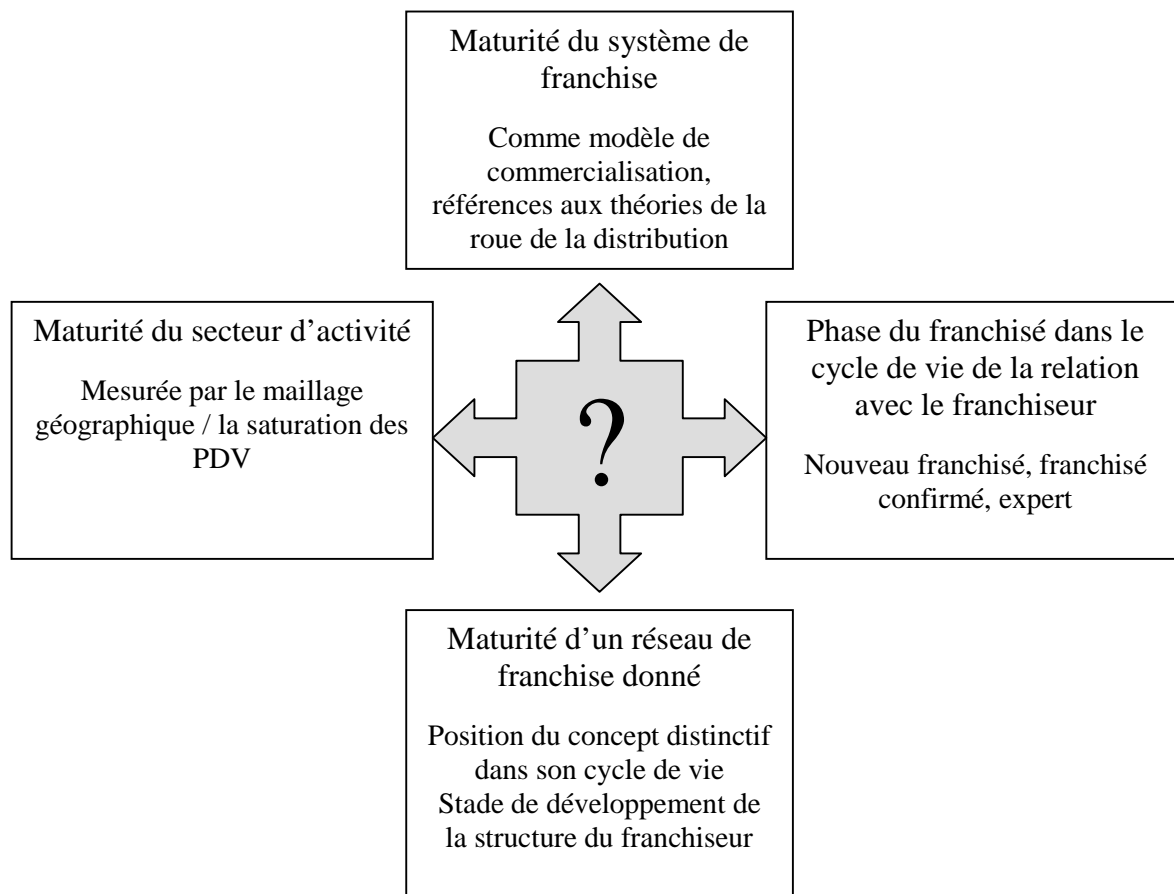 Maturité du système de
franchise
Comme modèle de
commercialisation,
références aux théories de la
roue de la distribution
Maturité du secteur d’activité
Mesurée par le maillage
géographique / la saturation des
PDV
?
Phase du franchisé dans le
cycle de vie de la relation
avec le franchiseur
Nouveau franchisé, franchisé
confirmé, expert
Maturité d’un réseau de
franchise donné
Position du concept distinctif
dans son cycle de vie
Stade de développement de
la structure du franchiseur